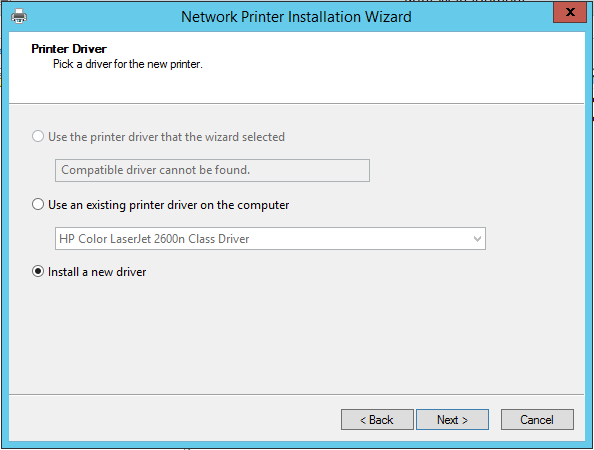 Network Printer Installation Wizard
Printer Driver
Pick a driver for the new printer.
Use the printer driver that the wizard selected
Compatible driver cannot be found.
Use an existing printer driver on the computer
HP Color LaserJet 2600n Class Driver
Install a new driver
< Back
Next >
Cancel